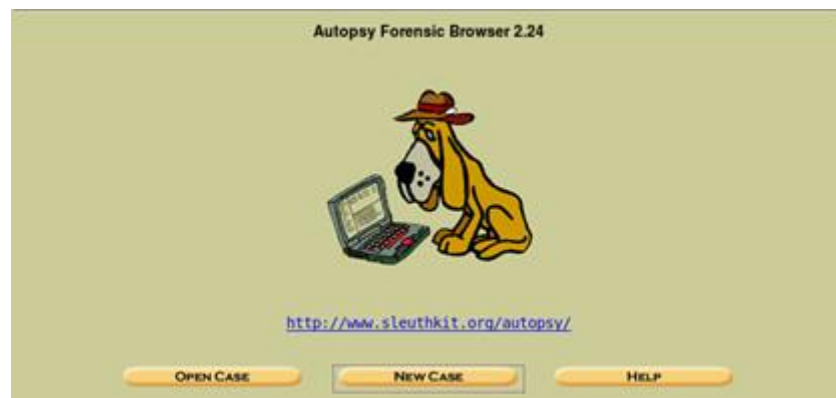 Autopsy Forensic Browser 2.24
http://www.sleuthkit.org/autopsy/
OPEN CASE
NEW CASE
HELP